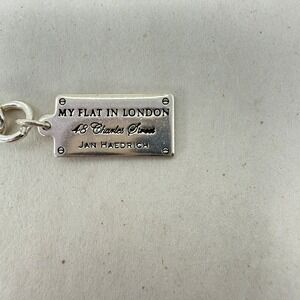 MY FLAT IN LONDON
48 Charles Street
JAN HAEDRICH